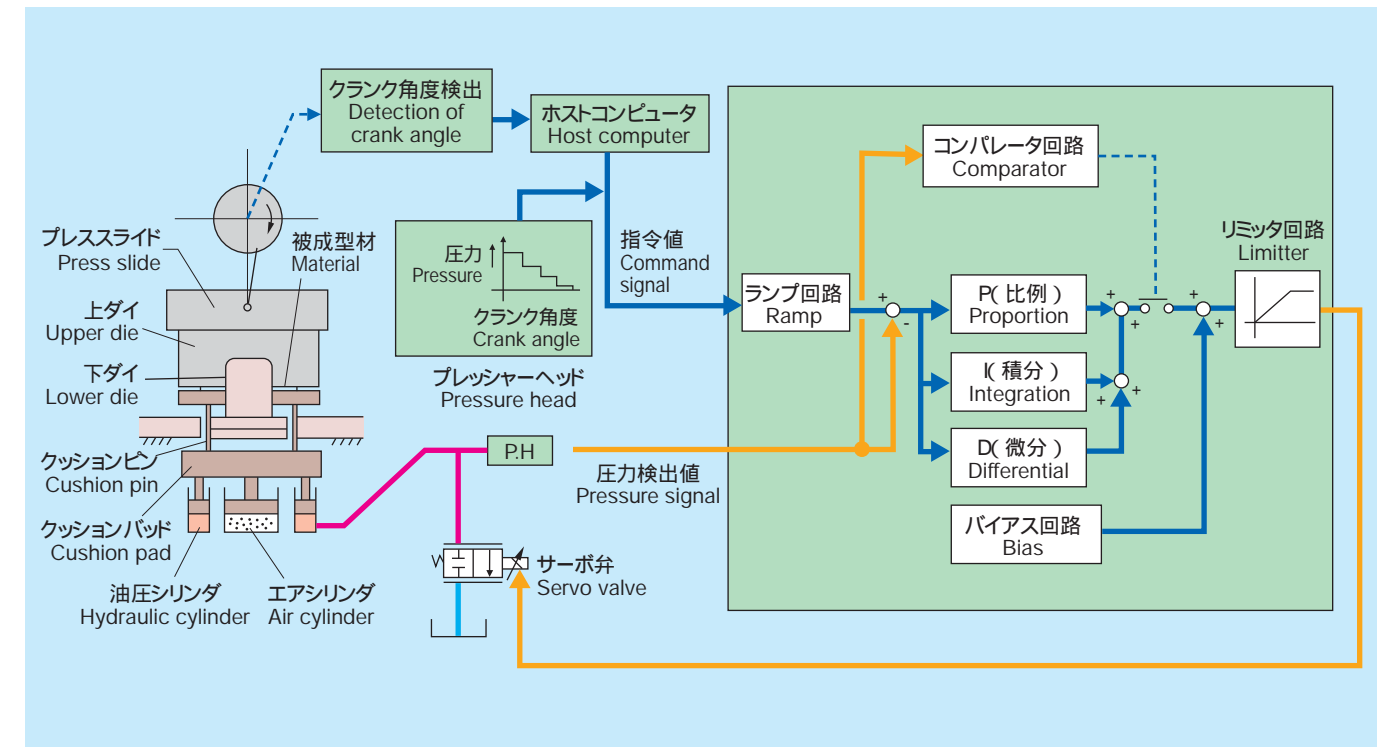 クランク角度検出
Detection of
crank angle
ホストコンピュータ
Host computer
コンパレータ回路
Comparator
プレススライド
Press slide
被成型材
Material
圧力
Pressure
クランク角度
Crank angle
指令値
Command
signal
リミッタ回路
Limitter
上ダイ
Upper die
ランプ回路
Ramp
+
-
P( 比例 )
Proportion
+
+
+
+
下ダイ
Lower die
プレッシャーヘッド
Pressure head
I( 積分 )
Integration
+
+
クッションピン
Cushion pin
P.H
圧力検出値
Pressure signal
D( 微分 )
Differential
クッションパッド
Cushion pad
バイアス回路
Bias
油圧シリンダ
Hydraulic cylinder
エアシリンダ
Air cylinder
サーボ弁
Servo valve